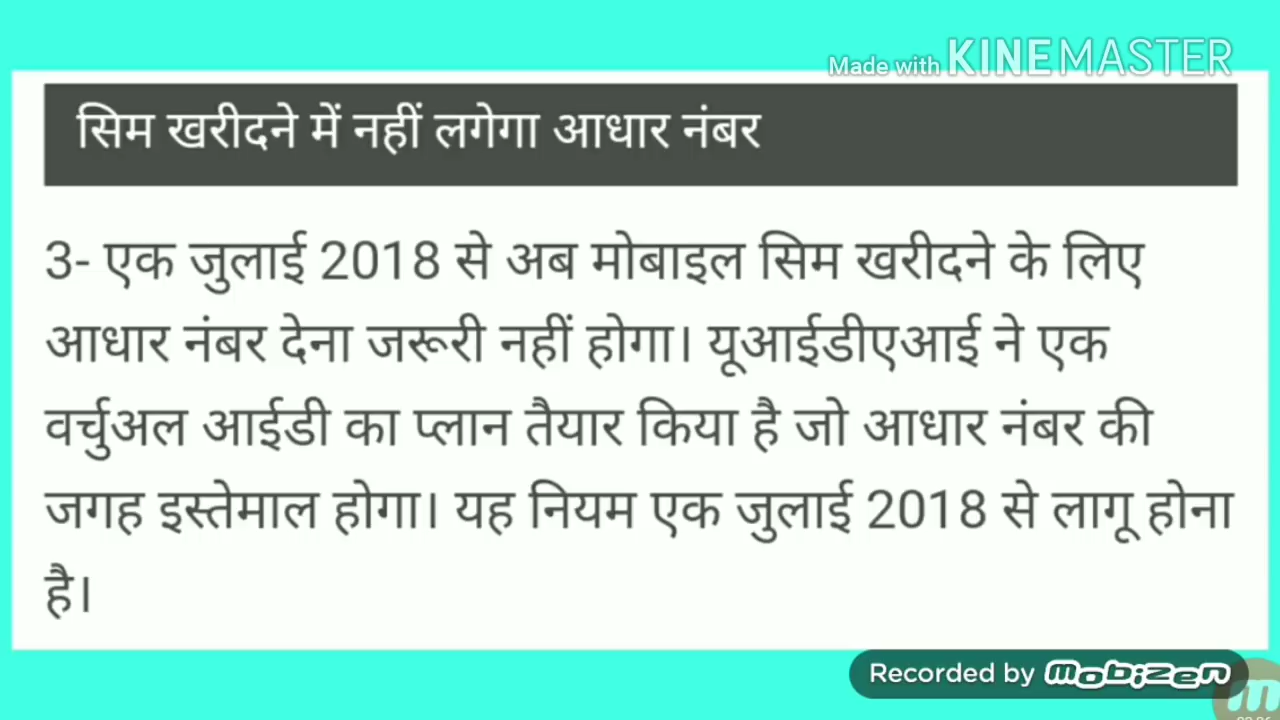 Made with KINEMASTER
सिम खरीदने में नहीं लगेगा आधार नंबर
3- एक जुलाई 2018 से अब मोबाइल सिम खरीदने के लिए
आधार नंबर देना जरूरी नहीं होगा। यूआईडीएआई ने एक
वर्चुअल आईडी का प्लान तैयार किया है जो आधार नंबर की
जगह इस्तेमाल होगा। यह नियम एक जुलाई 2018 से लागू होना
है।
Recorded by Mobizen